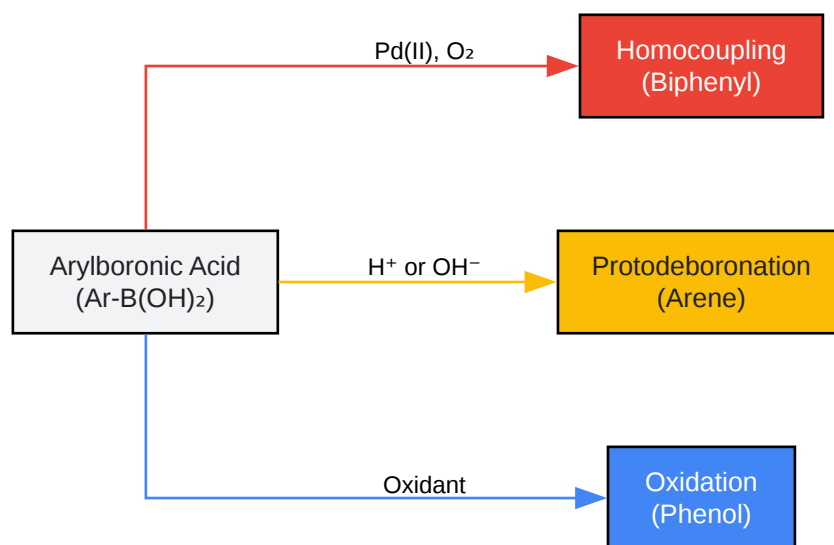 Pd(II), O₂
Homocoupling
(Biphenyl)
Arylboronic Acid
(Ar-B(OH)₂)
H⁺ or OH⁻
Protodeboronation
(Arene)
Oxidant
Oxidation
(Phenol)